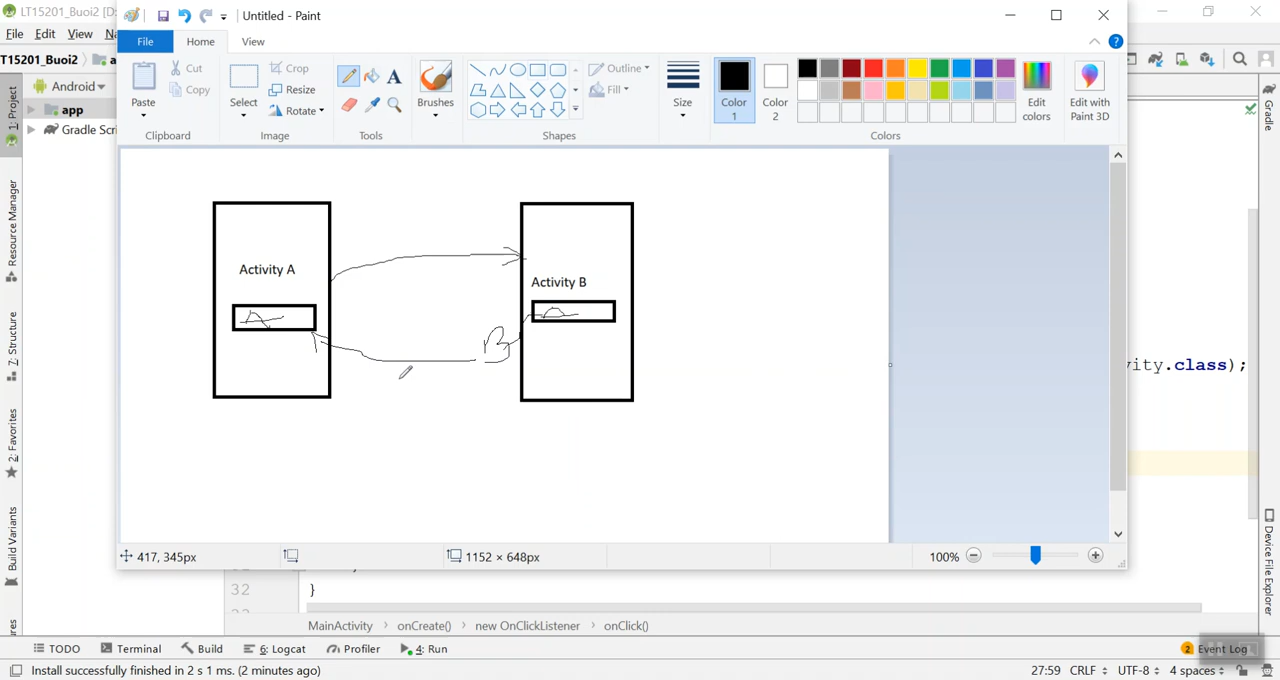 LT15201_Buoi2 [D:
Untitled - Paint
File Edit View Na
File Home View
T15201_Buoi2
Paste
Cut
Copy
Clipboard
Select
Crop
Resize
Rotate
Image
A
Tools
Brushes
Shapes
Outline
Fill
Size
Color 1
Color 2
Edit colors
Edit with Paint 3D
Colors
1: Project
Android
app
Gradle Scri
Resource Manager
7: Structure
2: Favorites
Build Variants
Gradle
Device File Explorer
Activity A
Activity B
A
B
vity.class);
417, 345px
1152 × 648px
100%
32 }
MainActivity onCreate() new OnClickListener onClick()
TODO Terminal Build 6: Logcat Profiler 4: Run 2 Event Log
Install successfully finished in 2 s 1 ms. (2 minutes ago) 27:59 CRLF UTF-8 4 spaces